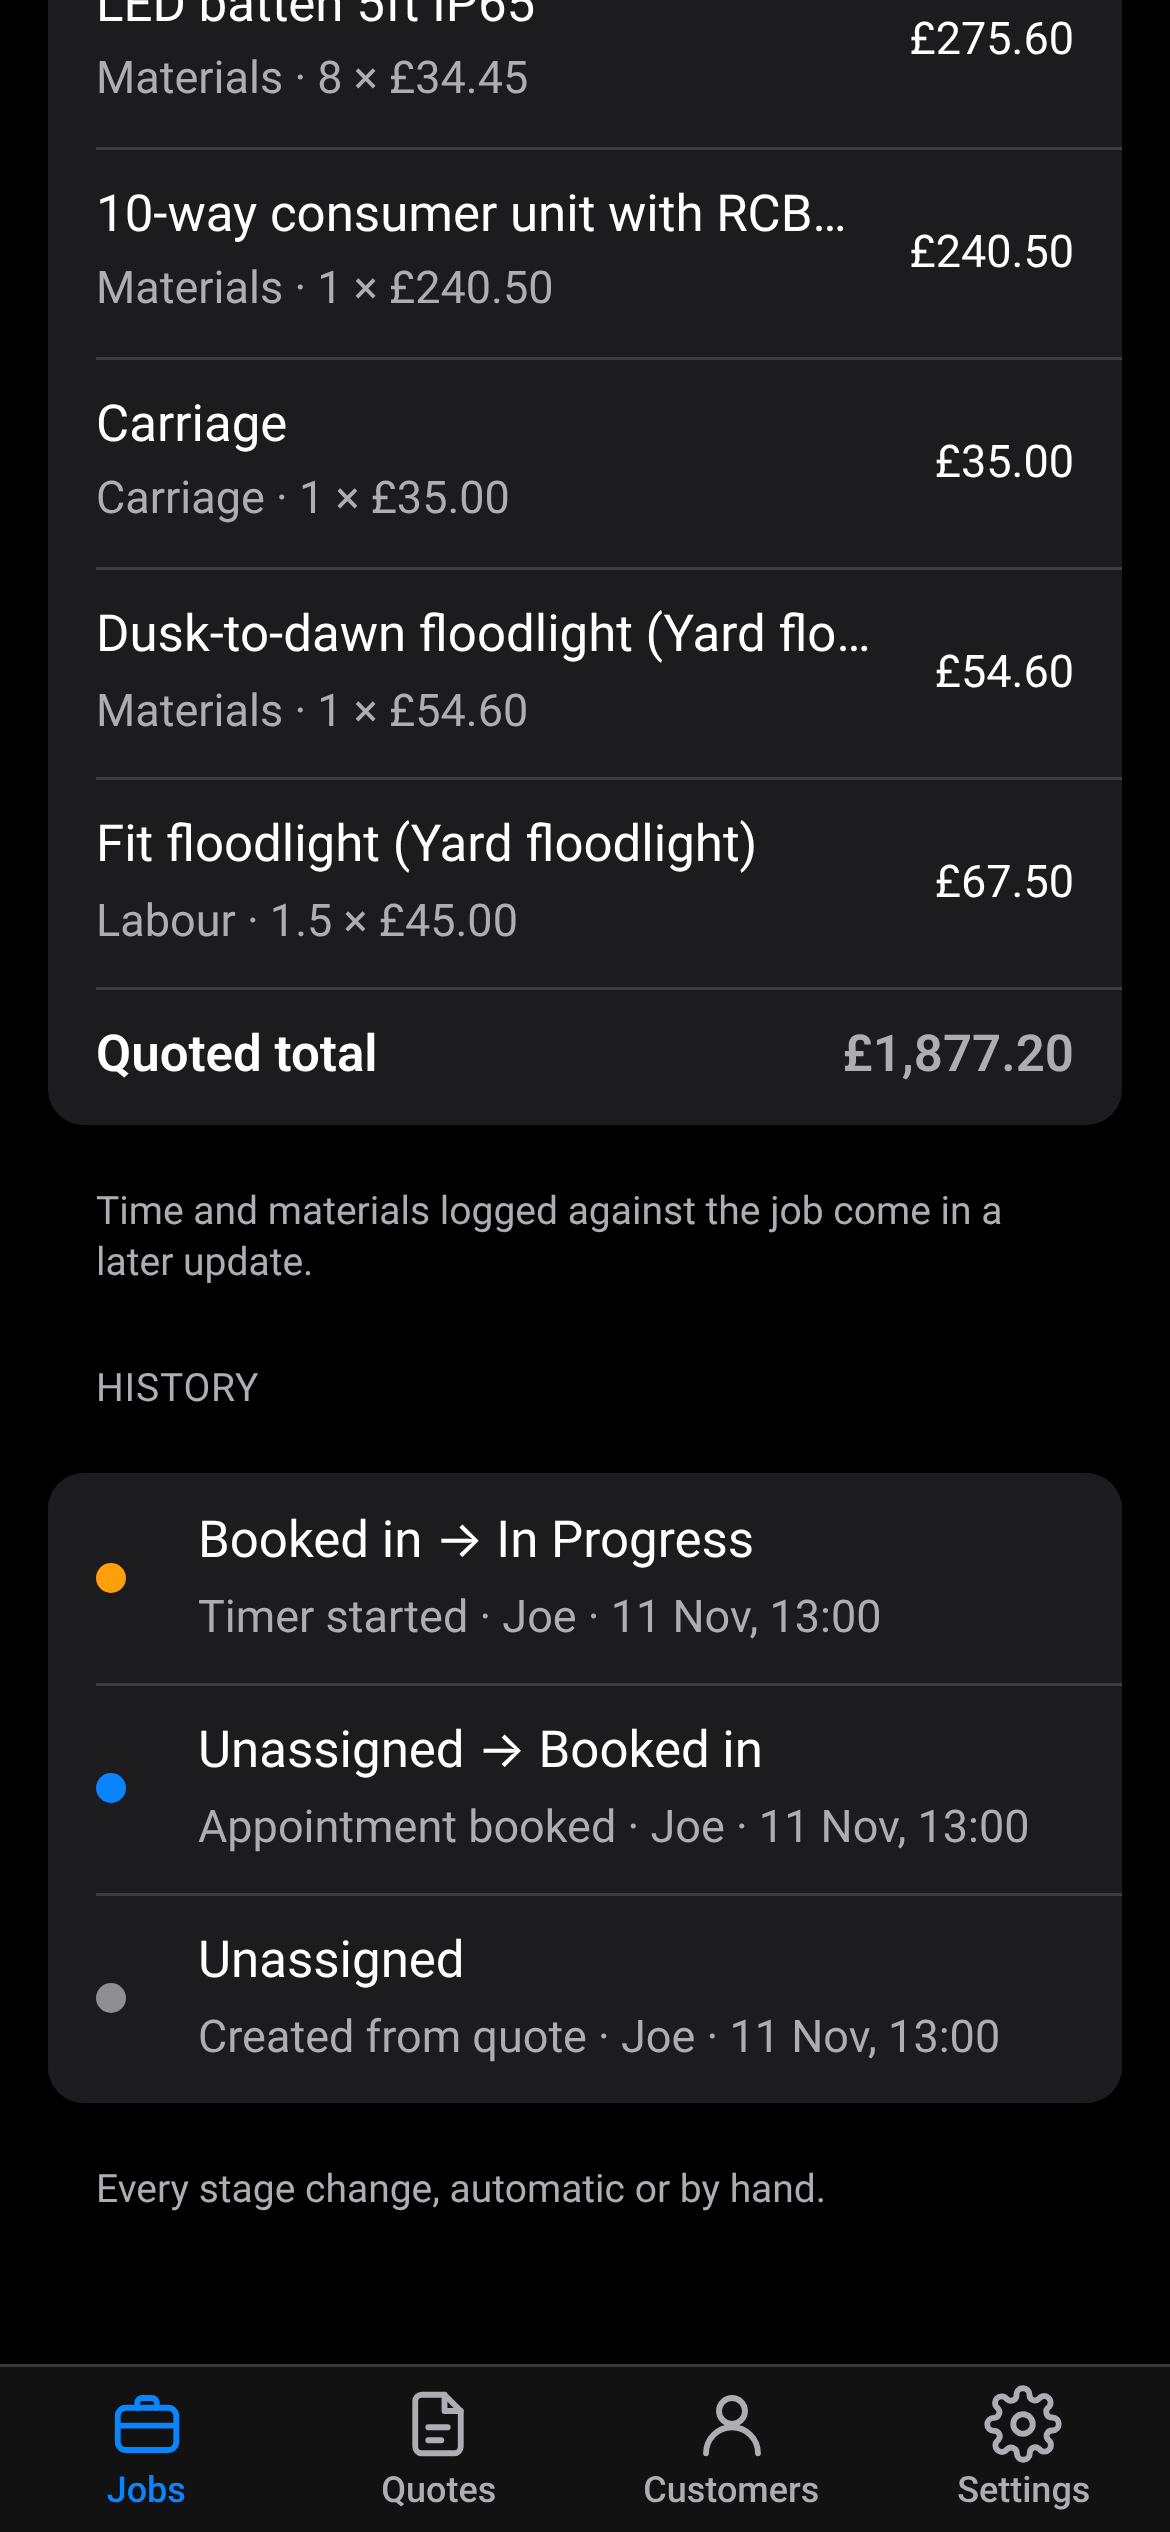 LED batten 5ft IP65
£275.60
Materials · 8 × £34.45
10-way consumer unit with RCB...
£240.50
Materials · 1 × £240.50
Carriage
£35.00
Carriage · 1 × £35.00
Dusk-to-dawn floodlight (Yard flo...
£54.60
Materials · 1 × £54.60
Fit floodlight (Yard floodlight)
£67.50
Labour · 1.5 × £45.00
Quoted total £1,877.20
Time and materials logged against the job come in a
later update.
HISTORY
Booked in → In Progress
Timer started · Joe · 11 Nov, 13:00
Unassigned → Booked in
Appointment booked · Joe · 11 Nov, 13:00
Unassigned
Created from quote · Joe · 11 Nov, 13:00
Every stage change, automatic or by hand.
Jobs Quotes Customers Settings